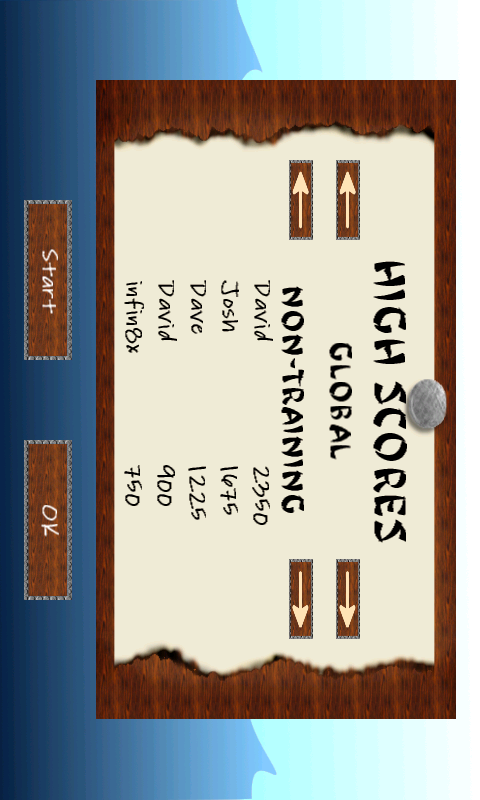 HIGH SCORES
GLOBAL
NON-TRAINING
David 2350
Josh 1675
Dave 1225
David 900
infin8x 750
Start OK